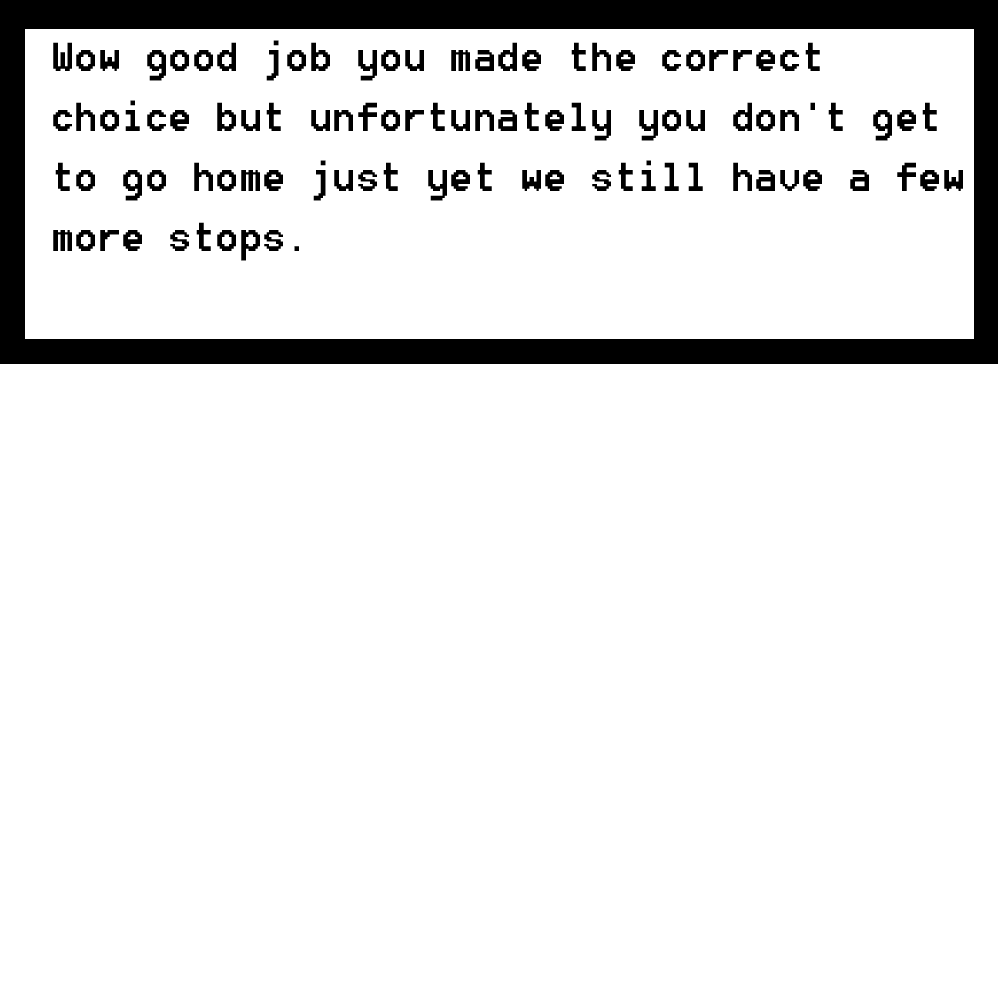 Wow good job you made the correct
choice but unfortunately you don't get
to go home just yet we still have a few
more stops.